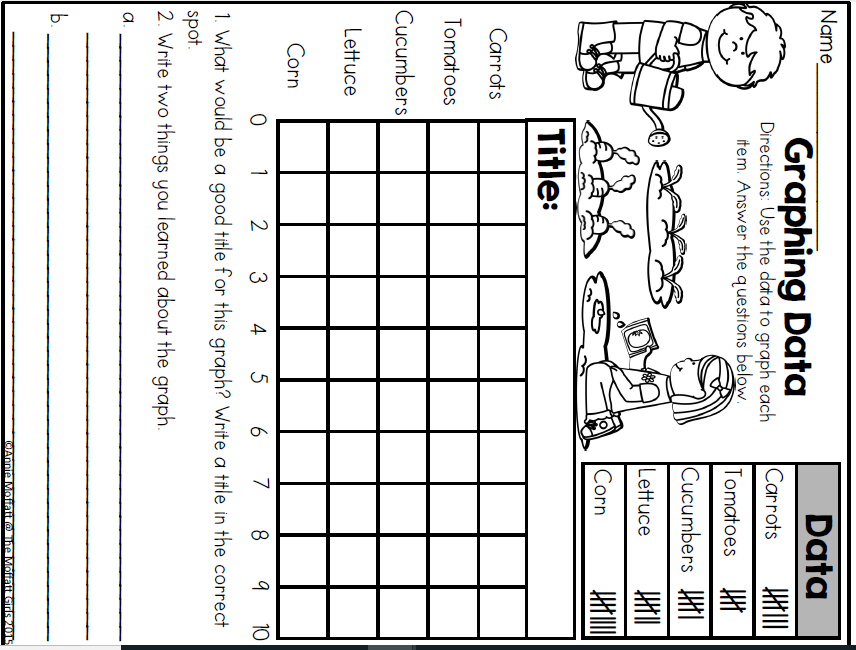 Name
Graphing Data
Directions: Use the data to graph each
item. Answer the questions below.
Data
Carrots
Tomatoes
Cucumbers
Lettuce
Corn
Title:
Carrots
Tomatoes
Cucumbers
Lettuce
Corn
0 1 2 3 4 5 6 7 8 9 10
1. What would be a good title for this graph? Write a title in the correct
spot.
2. Write two things you learned about the graph.
a.
b.
©Annie Moffatt @ The Moffatt Girls 2015